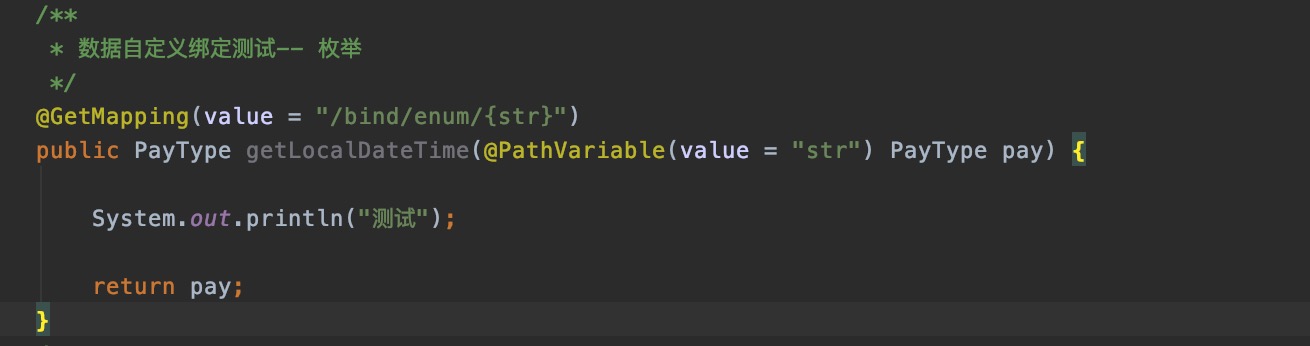 /**
 * 数据自定义绑定测试-- 枚举
 */
@GetMapping(value = "/bind/enum/{str}")
public PayType getLocalDateTime(@PathVariable(value = "str") PayType pay) {
    System.out.println("测试");
    return pay;
}